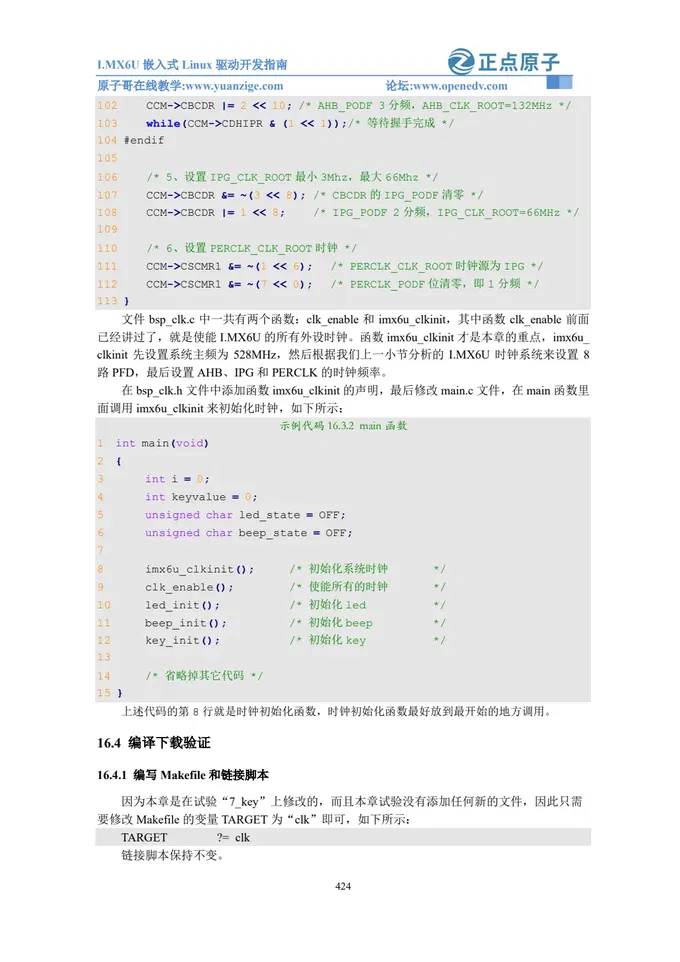 I.MX6U 嵌入式 Linux 驱动开发指南
正点原子
原子哥在线教学:www.yuanzige.com 论坛:www.openedv.com
102 CCM->CBCDR |= 2 << 10; /* AHB_PODF 3 分频，AHB_CLK_ROOT=132MHz */
103 while(CCM->CDHIPR & (1 << 1));/* 等待握手完成 */
104 #endif
105
106 /* 5、设置 IPG_CLK_ROOT 最小 3Mhz，最大 66Mhz */
107 CCM->CBCDR &= ~(3 << 8); /* CBCDR 的 IPG_PODF 清零 */
108 CCM->CBCDR |= 1 << 8; /* IPG_PODF 2 分频，IPG_CLK_ROOT=66MHz */
109
110 /* 6、设置 PERCLK_CLK_ROOT 时钟 */
111 CCM->CSCMR1 &= ~(1 << 6); /* PERCLK_CLK_ROOT 时钟源为 IPG */
112 CCM->CSCMR1 &= ~(7 << 0); /* PERCLK_PODF 位清零，即 1 分频 */
113 }
文件 bsp_clk.c 中一共有两个函数：clk_enable 和 imx6u_clkinit，其中函数 clk_enable 前面
已经讲过了，就是使能 I.MX6U 的所有外设时钟。函数 imx6u_clkinit 才是本章的重点，imx6u_
clkinit 先设置系统主频为 528MHz，然后根据我们上一小节分析的 I.MX6U 时钟系统来设置 8
路 PFD，最后设置 AHB、IPG 和 PERCLK 的时钟频率。
在 bsp_clk.h 文件中添加函数 imx6u_clkinit 的声明，最后修改 main.c 文件，在 main 函数里
面调用 imx6u_clkinit 来初始化时钟，如下所示：
示例代码 16.3.2 main 函数
1 int main(void)
2 {
3 int i = 0;
4 int keyvalue = 0;
5 unsigned char led_state = OFF;
6 unsigned char beep_state = OFF;
7
8 imx6u_clkinit(); /* 初始化系统时钟 */
9 clk_enable(); /* 使能所有的时钟 */
10 led_init(); /* 初始化 led */
11 beep_init(); /* 初始化 beep */
12 key_init(); /* 初始化 key */
13
14 /* 省略掉其它代码 */
15 }
上述代码的第 8 行就是时钟初始化函数，时钟初始化函数最好放到最开始的地方调用。
16.4 编译下载验证
16.4.1 编写 Makefile 和链接脚本
因为本章是在试验“7_key”上修改的，而且本章试验没有添加任何新的文件，因此只需
要修改 Makefile 的变量 TARGET 为“clk”即可，如下所示：
TARGET ?= clk
链接脚本保持不变。
424